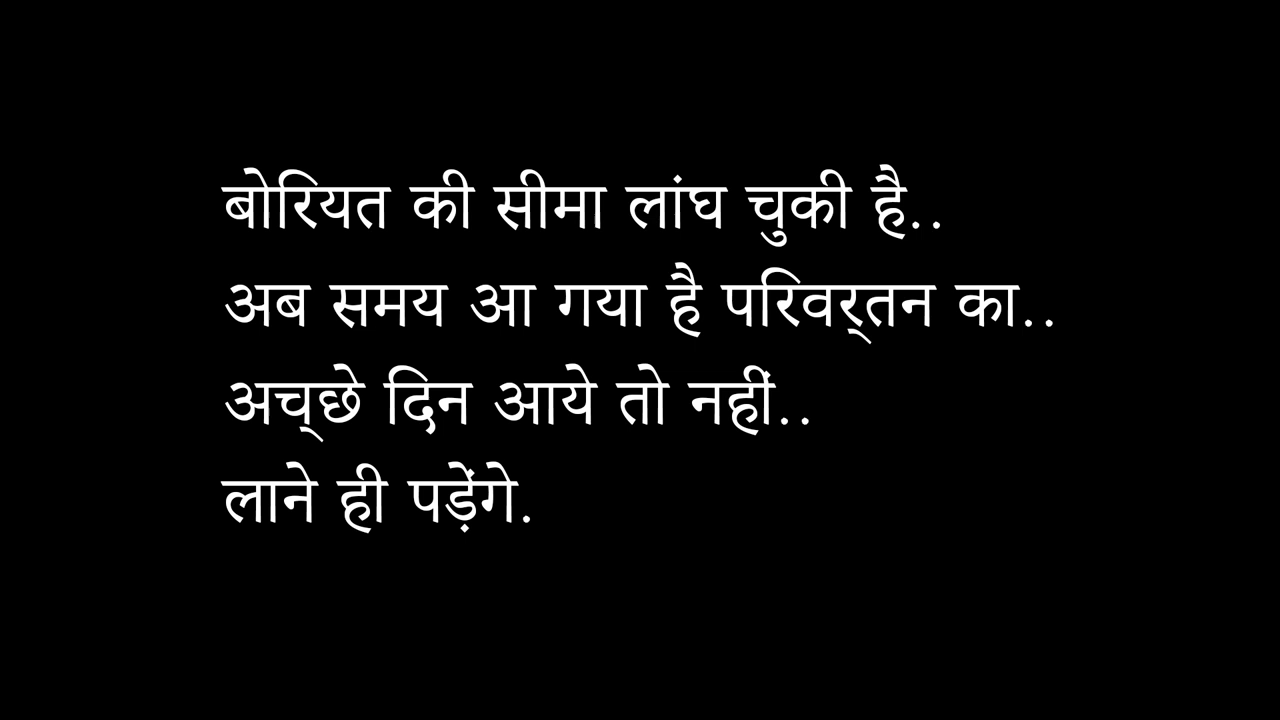 बोरियत की सीमा लांघ चुकी है..
अब समय आ गया है परिवर्‌तन का..
अच्‌छे दिन आये तो नहीं..
लाने ही पड़ेंगे.